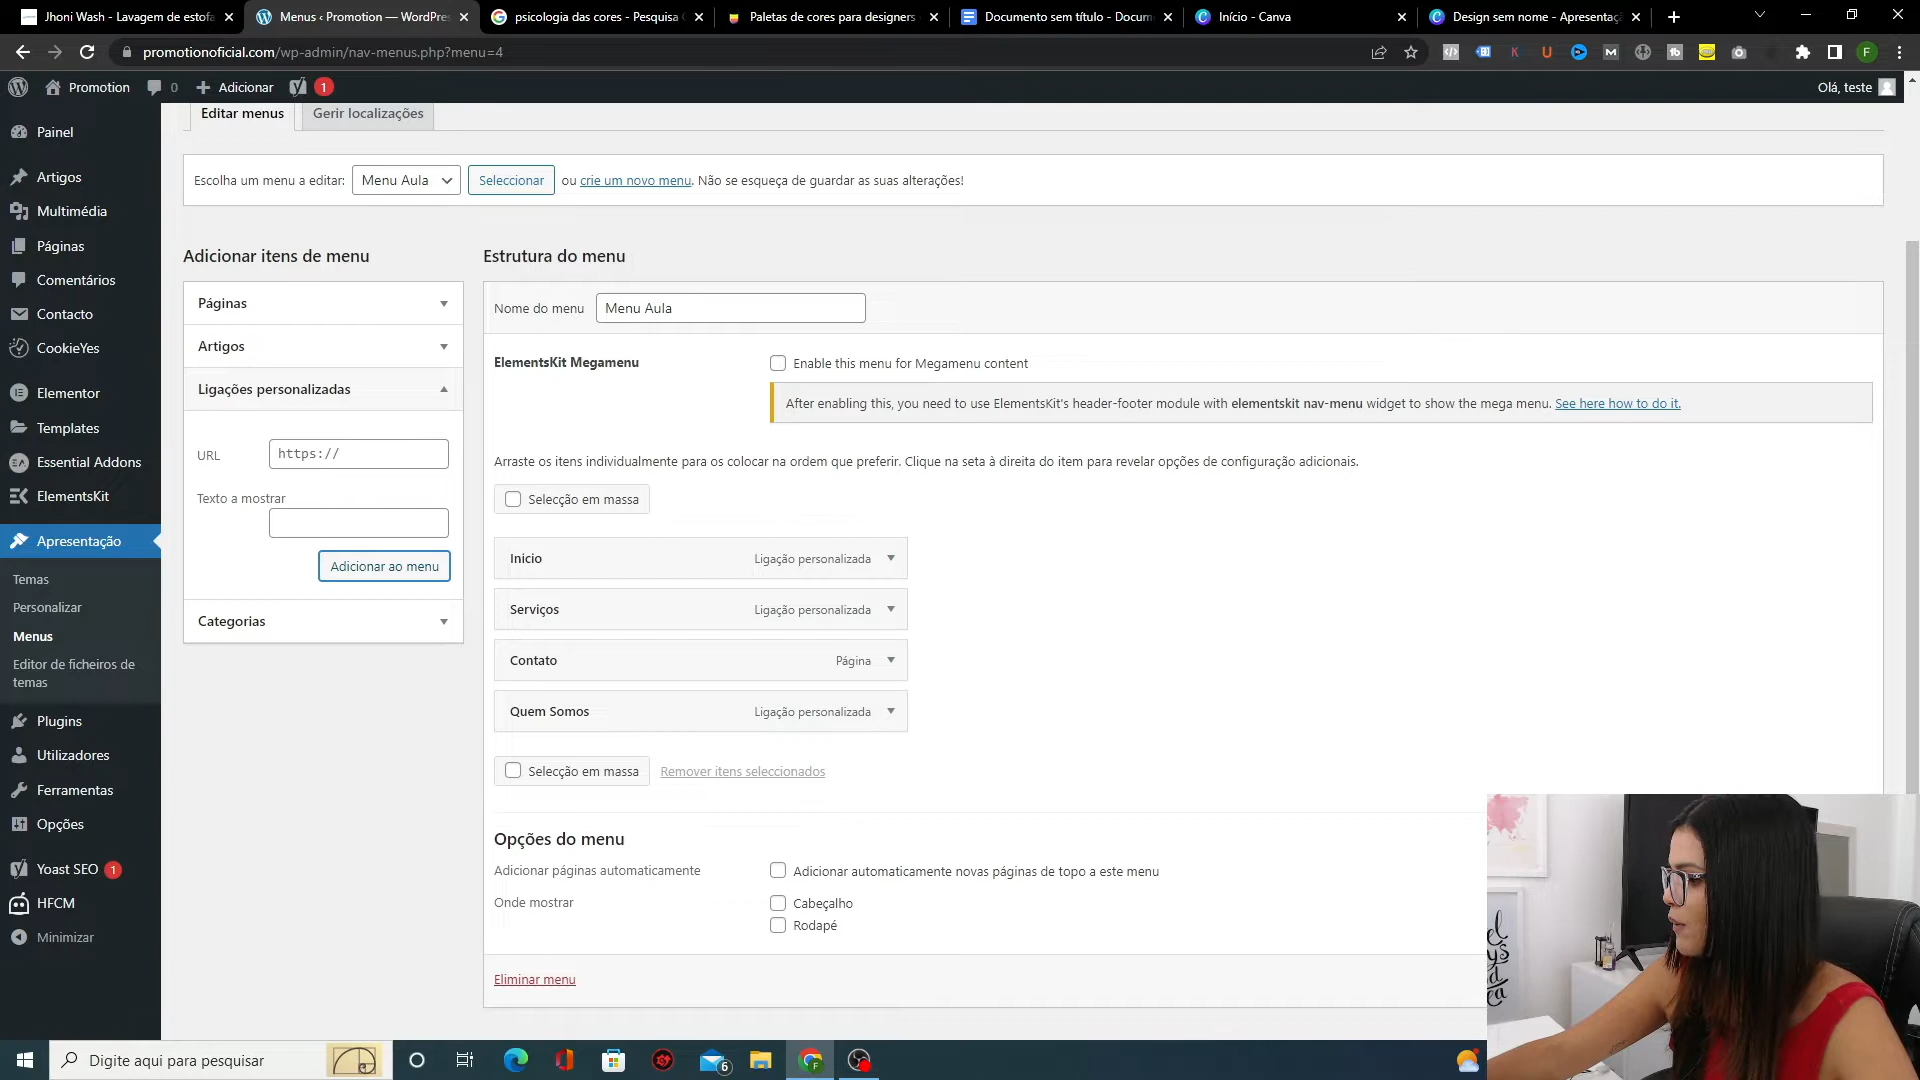 Jhoni Wash - Lavagem de estofa
Menus ‹ Promotion — WordPres
psicologia das cores - Pesquisa
Paletas de cores para designers
Documento sem título - Docum
Início - Canva
Design sem nome - Apresentaç
promotionoficial.com/wp-admin/nav-menus.php?menu=4
Promotion
0
Adicionar
1
Olá, teste
Painel
Artigos
Multimédia
Páginas
Comentários
Contacto
CookieYes
Elementor
Templates
Essential Addons
ElementsKit
Apresentação
Temas
Personalizar
Menus
Editor de ficheiros de
temas
Plugins
Utilizadores
Ferramentas
Opções
Yoast SEO 1
HFCM
Minimizar
Editar menus
Gerir localizações
Escolha um menu a editar: Menu Aula Seleccionar ou crie um novo menu. Não se esqueça de guardar as suas alterações!
Adicionar itens de menu
Páginas
Artigos
Ligações personalizadas
URL https://
Texto a mostrar
Adicionar ao menu
Categorias
Estrutura do menu
Nome do menu Menu Aula
ElementsKit Megamenu
Enable this menu for Megamenu content
After enabling this, you need to use ElementsKit's header-footer module with elementskit nav-menu widget to show the mega menu. See here how to do it.
Arraste os itens individualmente para os colocar na ordem que preferir. Clique na seta à direita do item para revelar opções de configuração adicionais.
Selecção em massa
Inicio Ligação personalizada
Serviços Ligação personalizada
Contato Página
Quem Somos Ligação personalizada
Selecção em massa Remover itens seleccionados
Opções do menu
Adicionar páginas automaticamente
Adicionar automaticamente novas páginas de topo a este menu
Onde mostrar
Cabeçalho
Rodapé
Eliminar menu
Digite aqui para pesquisar
6